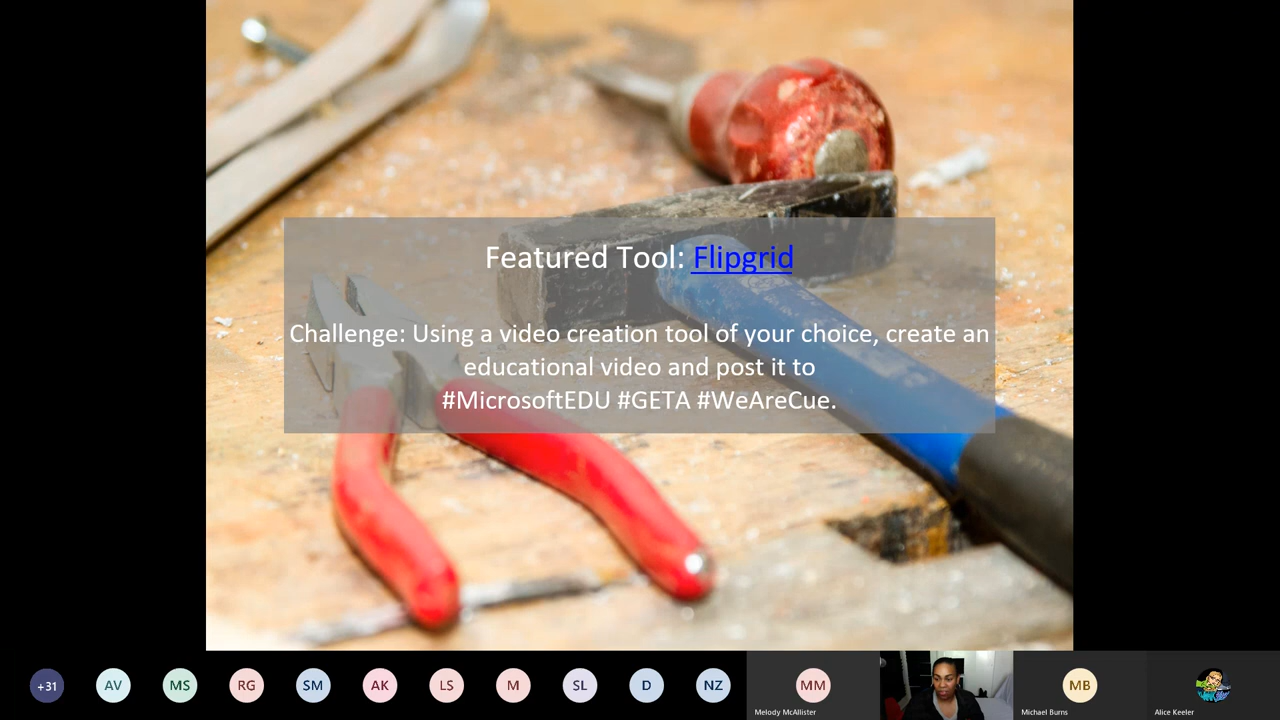 Featured Tool: Flipgrid
Challenge: Using a video creation tool of your choice, create an
educational video and post it to
#MicrosoftEDU #GETA #WeAreCue.
+31
AV
MS
RG
SM
AK
LS
M
SL
D
NZ
MM
MB
Melody McAllister
Michael Burns
Alice Keeler